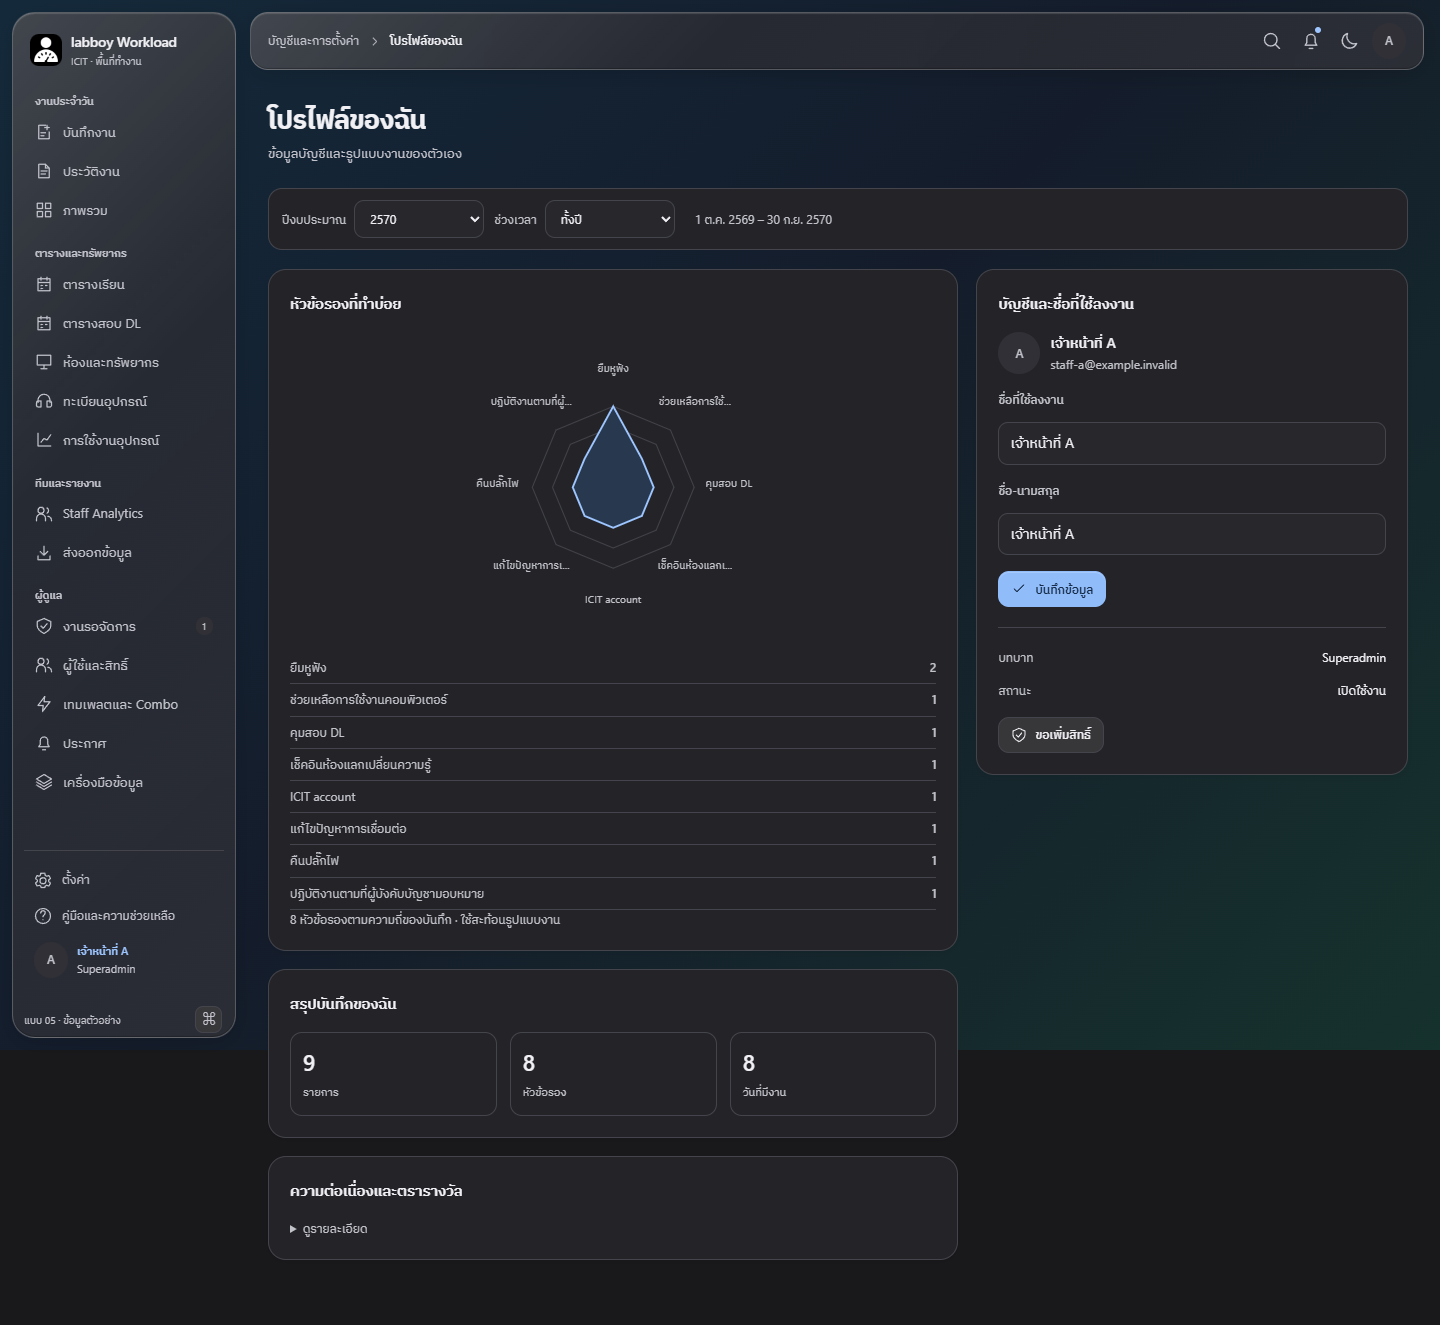 labboy Workload
ICIT · พื้นที่ทำงาน
งานประจำวัน
บันทึกงาน
ประวัติงาน
ภาพรวม
ตารางและทรัพยากร
ตารางเรียน
ตารางสอบ DL
ห้องและทรัพยากร
ทะเบียนอุปกรณ์
การใช้งานอุปกรณ์
ทีมและรายงาน
Staff Analytics
ส่งออกข้อมูล
ผู้ดูแล
งานรอจัดการ 1
ผู้ใช้และสิทธิ์
เทมเพลตและ Combo
ประกาศ
เครื่องมือข้อมูล
ตั้งค่า
คู่มือและความช่วยเหลือ
A
เจ้าหน้าที่ A
Superadmin
แบบ 05 · ข้อมูลตัวอย่าง
บัญชีและการตั้งค่า > โปรไฟล์ของฉัน
A
โปรไฟล์ของฉัน
ข้อมูลบัญชีและรูปแบบงานของตัวเอง
ปีงบประมาณ 2570 ช่วงเวลา ทั้งปี 1 ต.ค. 2569 – 30 ก.ย. 2570
หัวข้อรองที่ทำบ่อย
ยืมหูฟัง
ปฏิบัติงานตามที่ผู้... ช่วยเหลือการใช้...
คืนปลั๊กไฟ คุมสอบ DL
แก้ไขปัญหาการเ... เช็คอินห้องแลกเ...
ICIT account
ยืมหูฟัง 2
ช่วยเหลือการใช้งานคอมพิวเตอร์ 1
คุมสอบ DL 1
เช็คอินห้องแลกเปลี่ยนความรู้ 1
ICIT account 1
แก้ไขปัญหาการเชื่อมต่อ 1
คืนปลั๊กไฟ 1
ปฏิบัติงานตามที่ผู้บังคับบัญชามอบหมาย 1
8 หัวข้อรองตามความถี่ของบันทึก · ใช้สะท้อนรูปแบบงาน
สรุปบันทึกของฉัน
9
รายการ
8
หัวข้อรอง
8
วันที่มีงาน
ความต่อเนื่องและตรารางวัล
ดูรายละเอียด
บัญชีและชื่อที่ใช้ลงงาน
A
เจ้าหน้าที่ A
staff-a@example.invalid
ชื่อที่ใช้ลงงาน
เจ้าหน้าที่ A
ชื่อ-นามสกุล
เจ้าหน้าที่ A
บันทึกข้อมูล
บทบาท Superadmin
สถานะ เปิดใช้งาน
ขอเพิ่มสิทธิ์